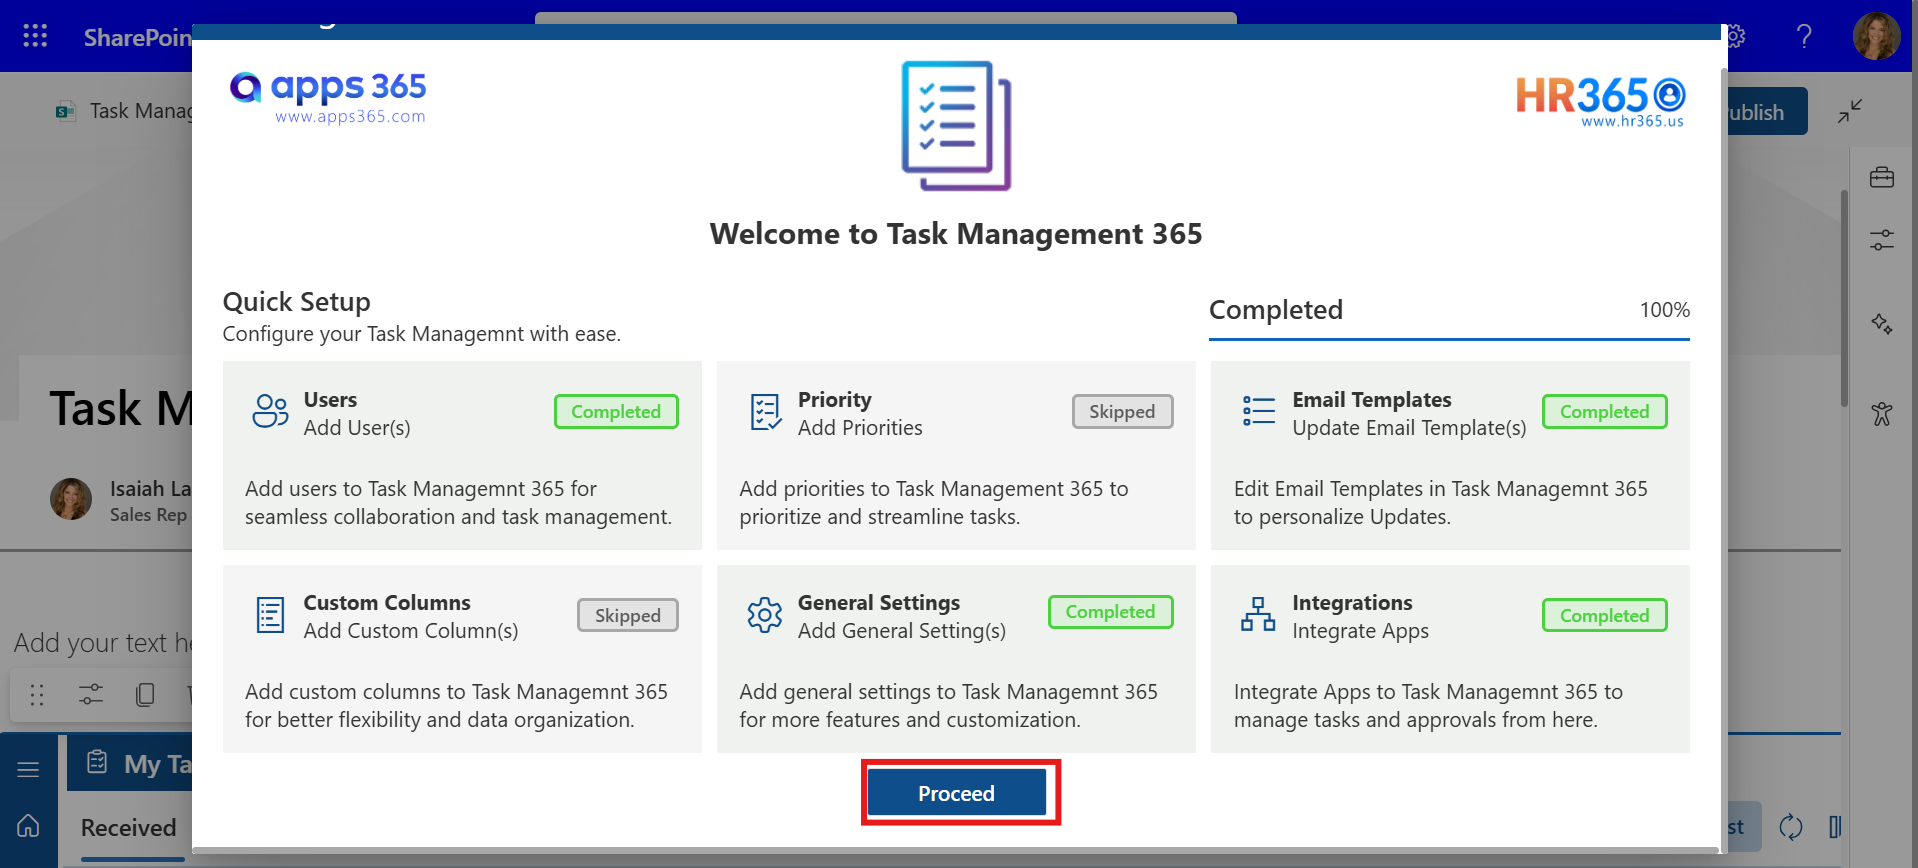 SharePoin
?
apps 365
www.apps365.com
HR365
www.hr365.us
Task Manag
ublish
Welcome to Task Management 365
Quick Setup
Configure your Task Managemnt with ease.
Completed 100%
Users
Add User(s)
Completed
Add users to Task Managemnt 365 for
seamless collaboration and task management.
Priority
Add Priorities
Skipped
Add priorities to Task Management 365 to
prioritize and streamline tasks.
Email Templates
Update Email Template(s)
Completed
Edit Email Templates in Task Managemnt 365
to personalize Updates.
Task M
Isaiah La
Sales Rep
Custom Columns
Add Custom Column(s)
Skipped
Add custom columns to Task Managemnt 365
for better flexibility and data organization.
General Settings
Add General Setting(s)
Completed
Add general settings to Task Managemnt 365
for more features and customization.
Integrations
Integrate Apps
Completed
Integrate Apps to Task Managemnt 365 to
manage tasks and approvals from here.
Add your text he
My Ta
Proceed
Received
st